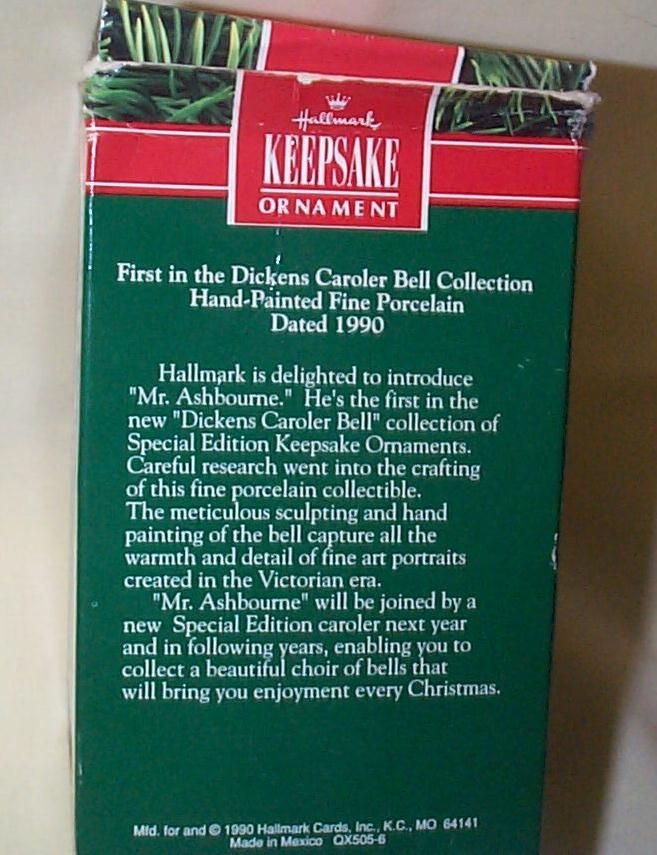 Hallmark
KEEPSAKE
ORNAMENT
First in the Dickens Caroler Bell Collection
Hand-Painted Fine Porcelain
Dated 1990
Hallmark is delighted to introduce
"Mr. Ashbourne." He's the first in the
new "Dickens Caroler Bell" collection of
Special Edition Keepsake Ornaments.
Careful research went into the crafting
of this fine porcelain collectible.
The meticulous sculpting and hand
painting of the bell capture all the
warmth and detail of fine art portraits
created in the Victorian era.
"Mr. Ashbourne" will be joined by a
new Special Edition caroler next year
and in following years, enabling you to
collect a beautiful choir of bells that
will bring you enjoyment every Christmas.
Mfd. for and © 1990 Hallmark Cards, Inc., K.C., MO 64141
Made in Mexico QX505-6